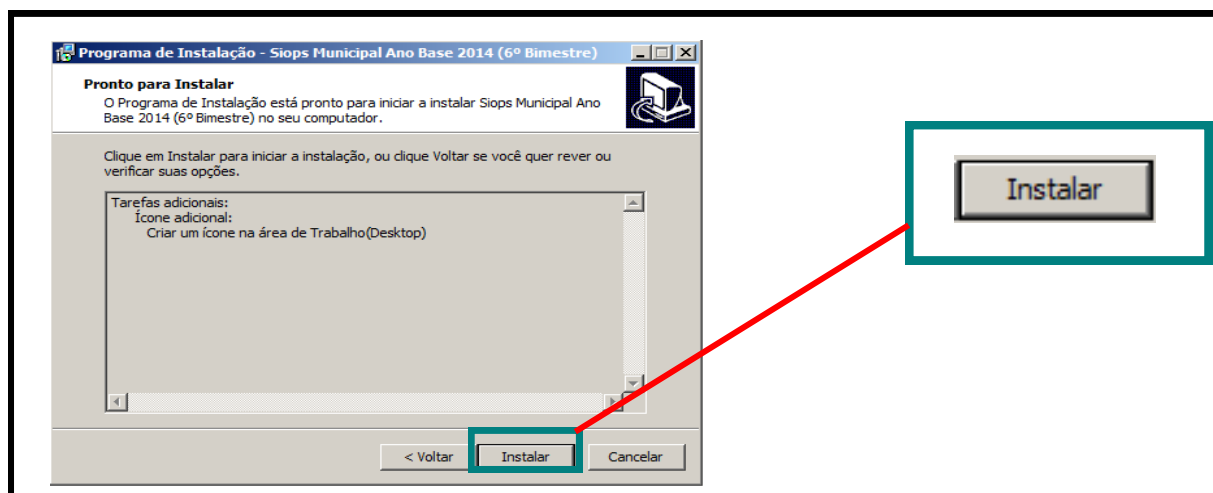 Programa de Instalação - Siops Municipal Ano Base 2014 (6º Bimestre)
Pronto para Instalar
O Programa de Instalação está pronto para iniciar a instalar Siops Municipal Ano
Base 2014 (6º Bimestre) no seu computador.
Clique em Instalar para iniciar a instalação, ou clique Voltar se você quer rever ou
verificar suas opções.
Tarefas adicionais:
Ícone adicional:
Criar um ícone na área de Trabalho(Desktop)
< Voltar
Instalar
Cancelar
Instalar